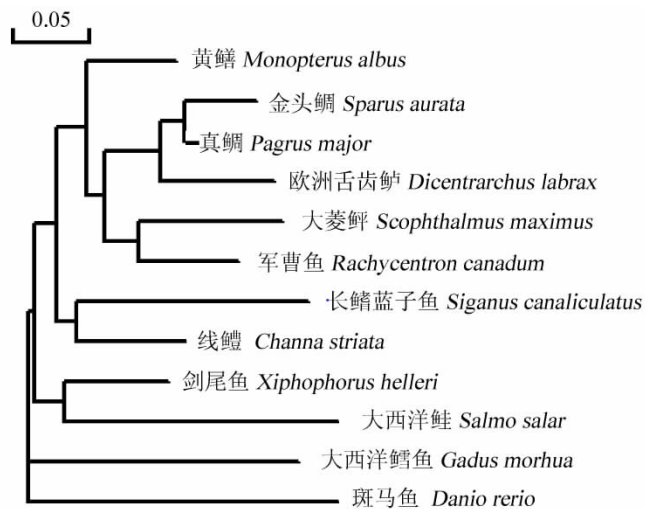 0.05
黄鳝 Monopterus albus
金头鲷 Sparus aurata
真鲷 Pagrus major
欧洲舌齿鲈 Dicentrarchus labrax
大菱鲆 Scophthalmus maximus
军曹鱼 Rachycentron canadum
长鳍蓝子鱼 Siganus canaliculatus
线鳢 Channa striata
剑尾鱼 Xiphophorus helleri
大西洋鲑 Salmo salar
大西洋鳕鱼 Gadus morhua
斑马鱼 Danio rerio